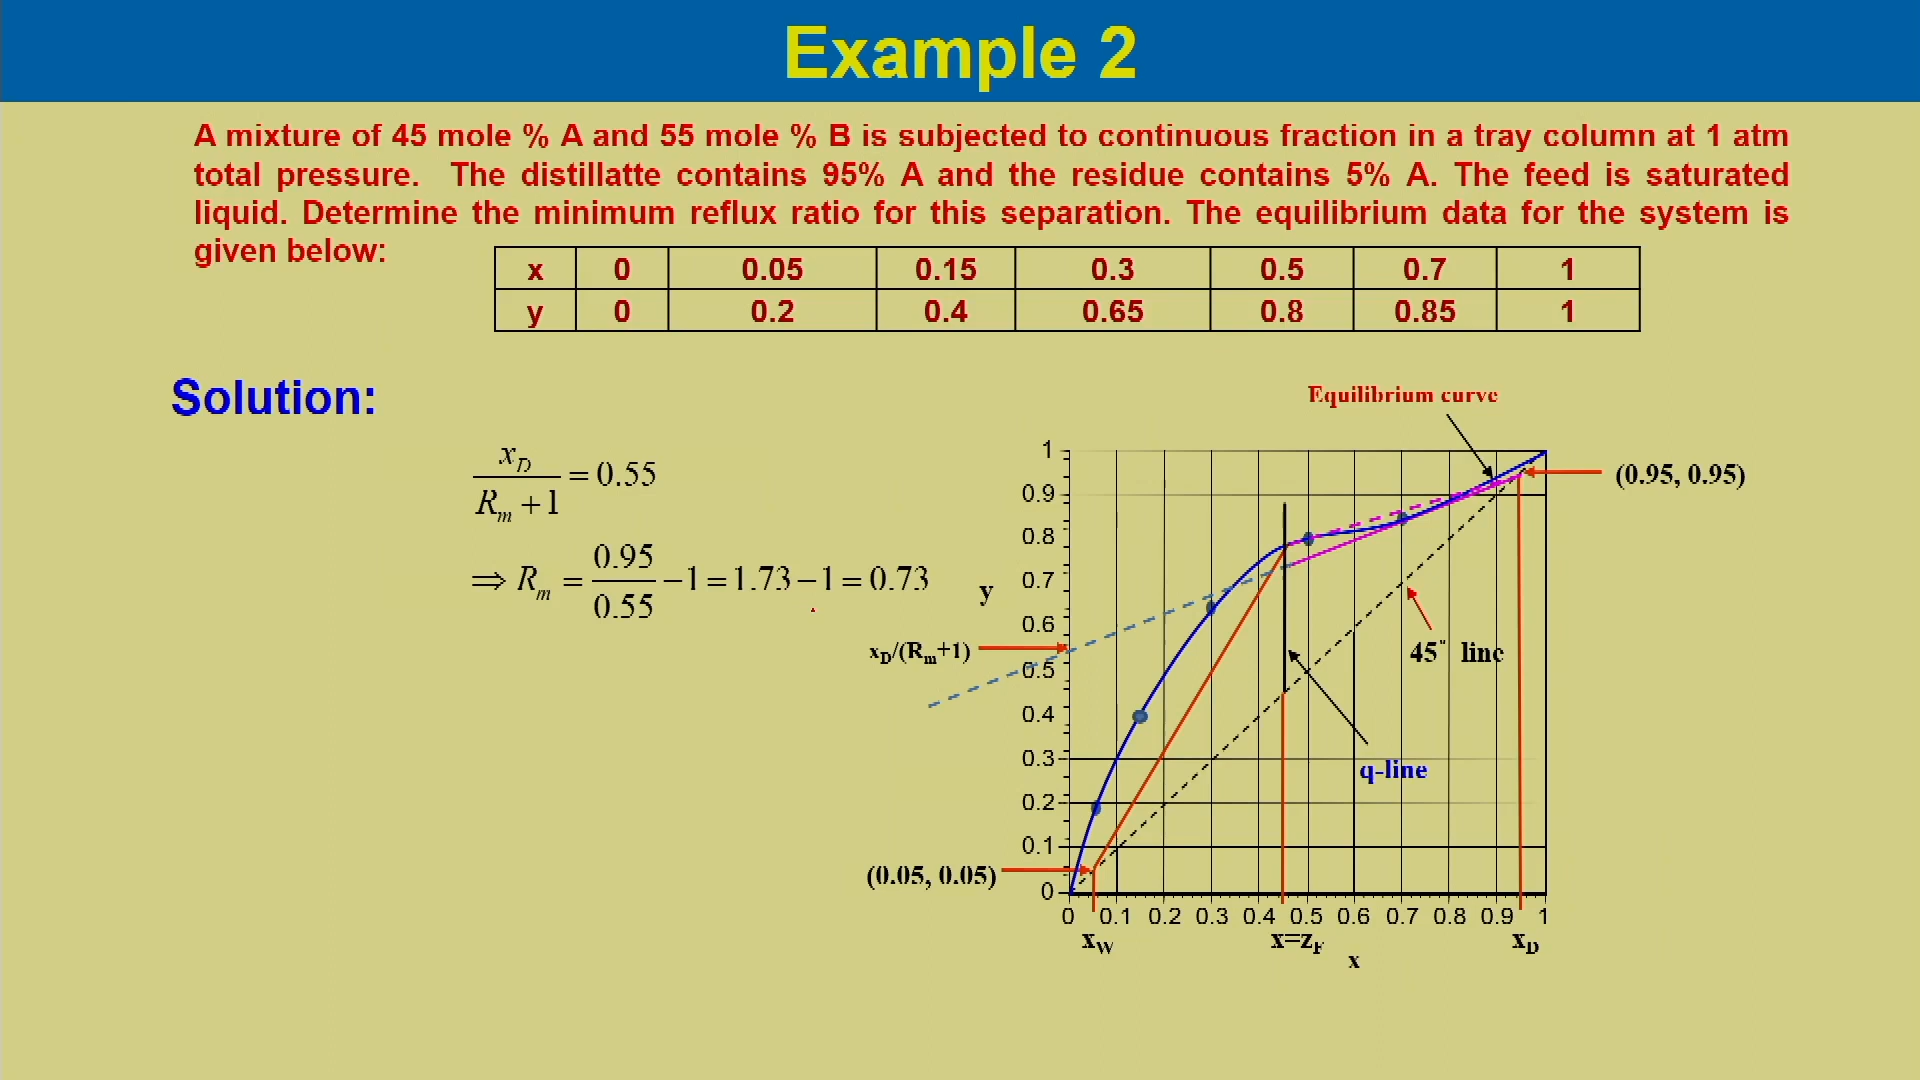 Example 2
A mixture of 45 mole % A and 55 mole % B is subjected to continuous fraction in a tray column at 1 atm
total pressure. The distillatte contains 95% A and the residue contains 5% A. The feed is saturated
liquid. Determine the minimum reflux ratio for this separation. The equilibrium data for the system is
given below:
x 0 0.05 0.15 0.3 0.5 0.7 1
y 0 0.2 0.4 0.65 0.8 0.85 1
Solution:
x_D / (R_m + 1) = 0.55
⇒ R_m = 0.95/0.55 − 1 = 1.73 − 1 = 0.73
Equilibrium curve
(0.95, 0.95)
1
0.9
0.8
0.7
y
0.6
x_D/(R_m+1)
0.5
45° line
0.4
0.3
q-line
0.2
0.1
(0.05, 0.05)
0
0 0.1 0.2 0.3 0.4 0.5 0.6 0.7 0.8 0.9 1
x_W x=z_F x_D
x